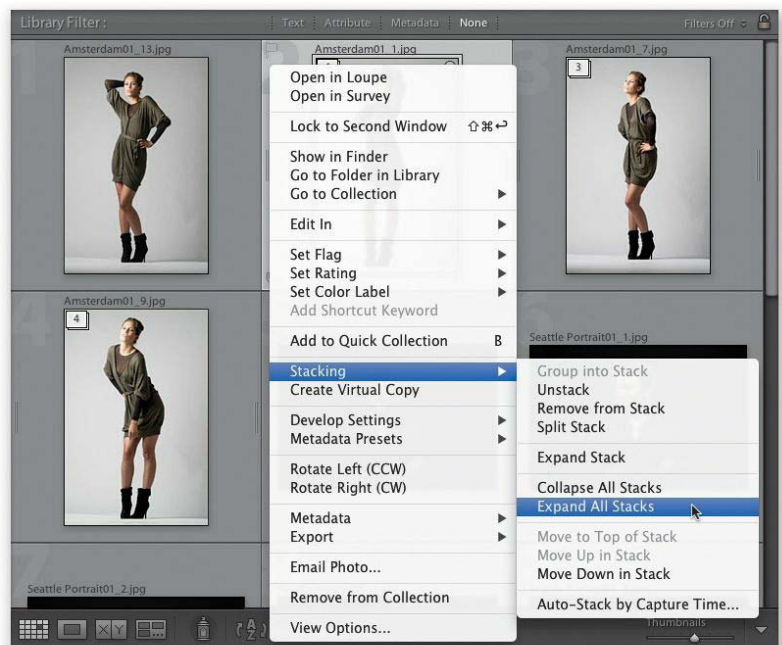 Library Filter : Text Attribute Metadata None Filters Off
Amsterdam01_13.jpg
Amsterdam01_1.jpg
Amsterdam01_7.jpg
3
Amsterdam01_9.jpg
4
Seattle Portrait01_1.jpg
Seattle Portrait01_2.jpg
Open in Loupe
Open in Survey
Lock to Second Window ⇧⌘↩
Show in Finder
Go to Folder in Library
Go to Collection
Edit In
Set Flag
Set Rating
Set Color Label
Add Shortcut Keyword
Add to Quick Collection B
Stacking
Create Virtual Copy
Develop Settings
Metadata Presets
Rotate Left (CCW)
Rotate Right (CW)
Metadata
Export
Email Photo...
Remove from Collection
View Options...
Group into Stack
Unstack
Remove from Stack
Split Stack
Expand Stack
Collapse All Stacks
Expand All Stacks
Move to Top of Stack
Move Up in Stack
Move Down in Stack
Auto-Stack by Capture Time...
XY
AZ
Thumbnails